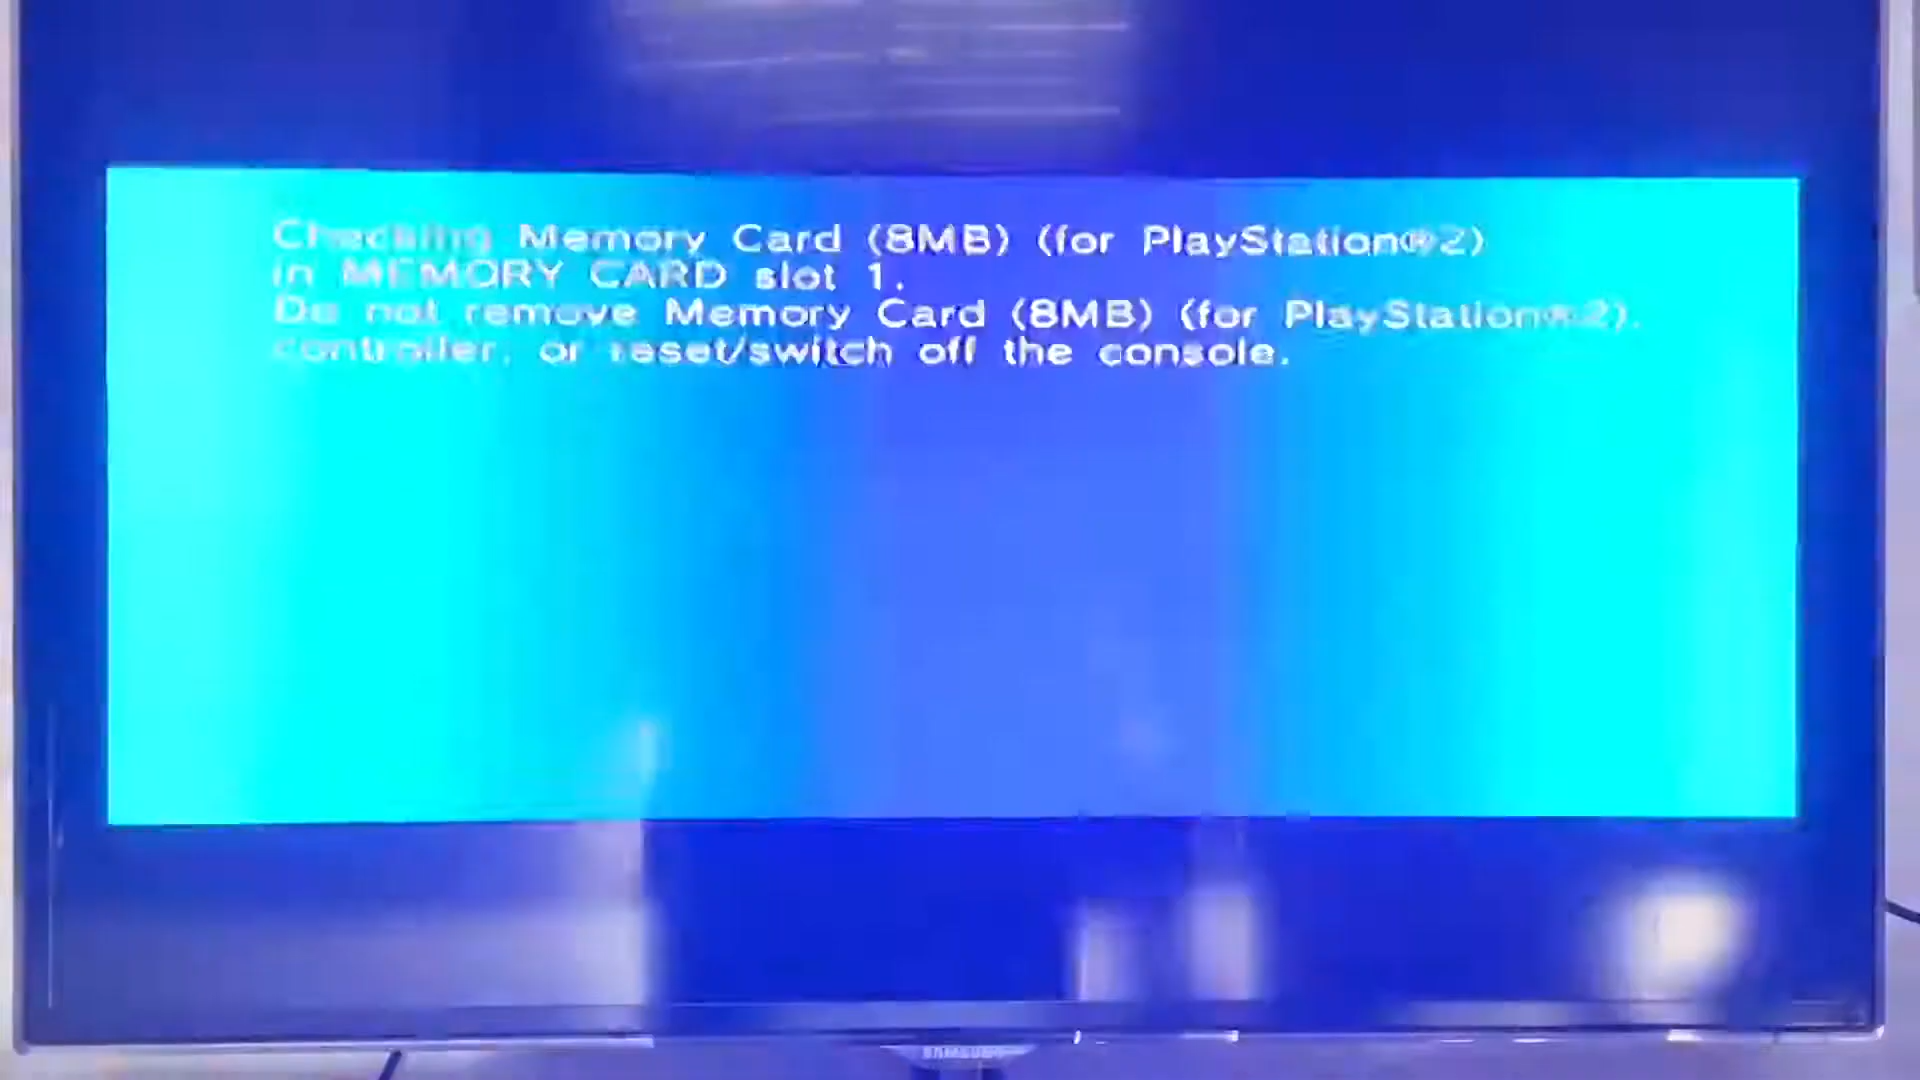 Checking Memory Card (8MB) (for PlayStation®2)
in MEMORY CARD slot 1.
Do not remove Memory Card (8MB) (for PlayStation®2),
controller, or reset/switch off the console.
SAMSUNG